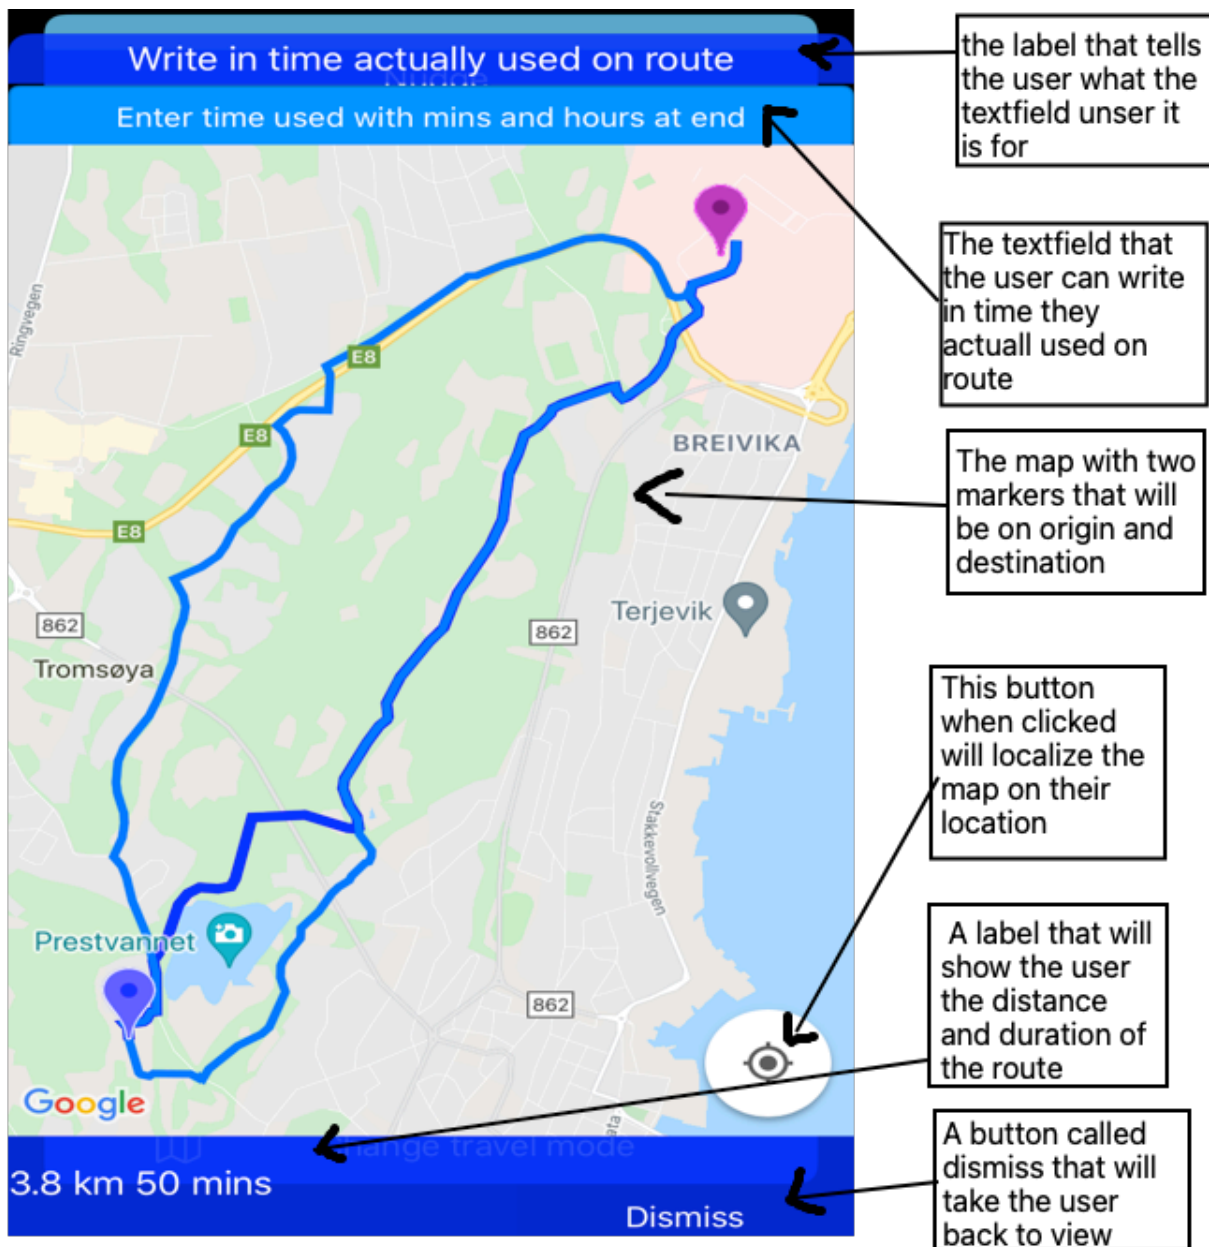 Write in time actually used on route
Nudge
Enter time used with mins and hours at end
Ringvegen
E8
E8
E8
BREIVIKA
862
862
Terjevik
Tromsøya
Stakkevollvegen
Prestvannet
862
Google
ata
hange travel mode
3.8 km 50 mins
Dismiss
the label that tells
the user what the
textfield unser it
is for
The textfield that
the user can write
in time they
actuall used on
route
The map with two
markers that will
be on origin and
destination
This button
when clicked
will localize the
map on their
location
A label that will
show the user
the distance
and duration of
the route
A button called
dismiss that will
take the user
back to view